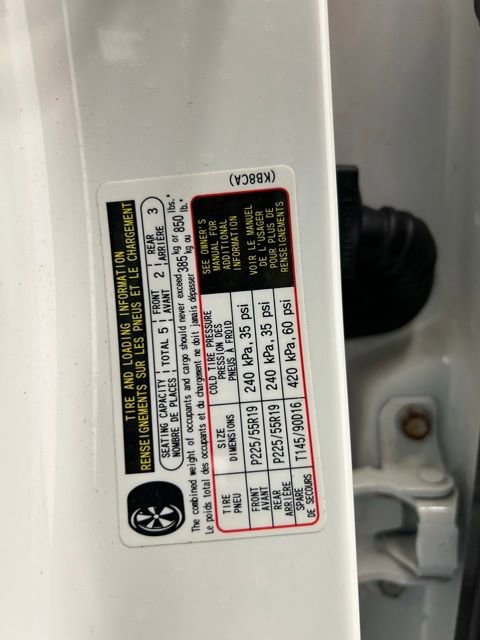 TIRE AND LOADING INFORMATION
RENSEIGNEMENTS SUR LES PNEUS ET LE CHARGEMENT
SEATING CAPACITY TOTAL 5 FRONT 2 REAR 3
NOMBRE DE PLACES AVANT ARRIÈRE
The combined weight of occupants and cargo should never exceed 385 kg or 850 lbs.
Le poids total des occupants et du chargement ne doit jamais dépasser 385 kg ou 850 lb.
TIRE SIZE COLD TIRE PRESSURE
PNEU DIMENSIONS PRESSION DES
PNEUS À FROID
FRONT
AVANT P225/55R19 240 kPa, 35 psi
REAR
ARRIÈRE P225/55R19 240 kPa, 35 psi
SPARE
DE SECOURS T145/90D16 420 kPa, 60 psi
SEE OWNER'S
MANUAL FOR
ADDITIONAL
INFORMATION
VOIR LE MANUEL
DE L'USAGER
POUR PLUS DE
RENSEIGNEMENTS
(KB8CA)